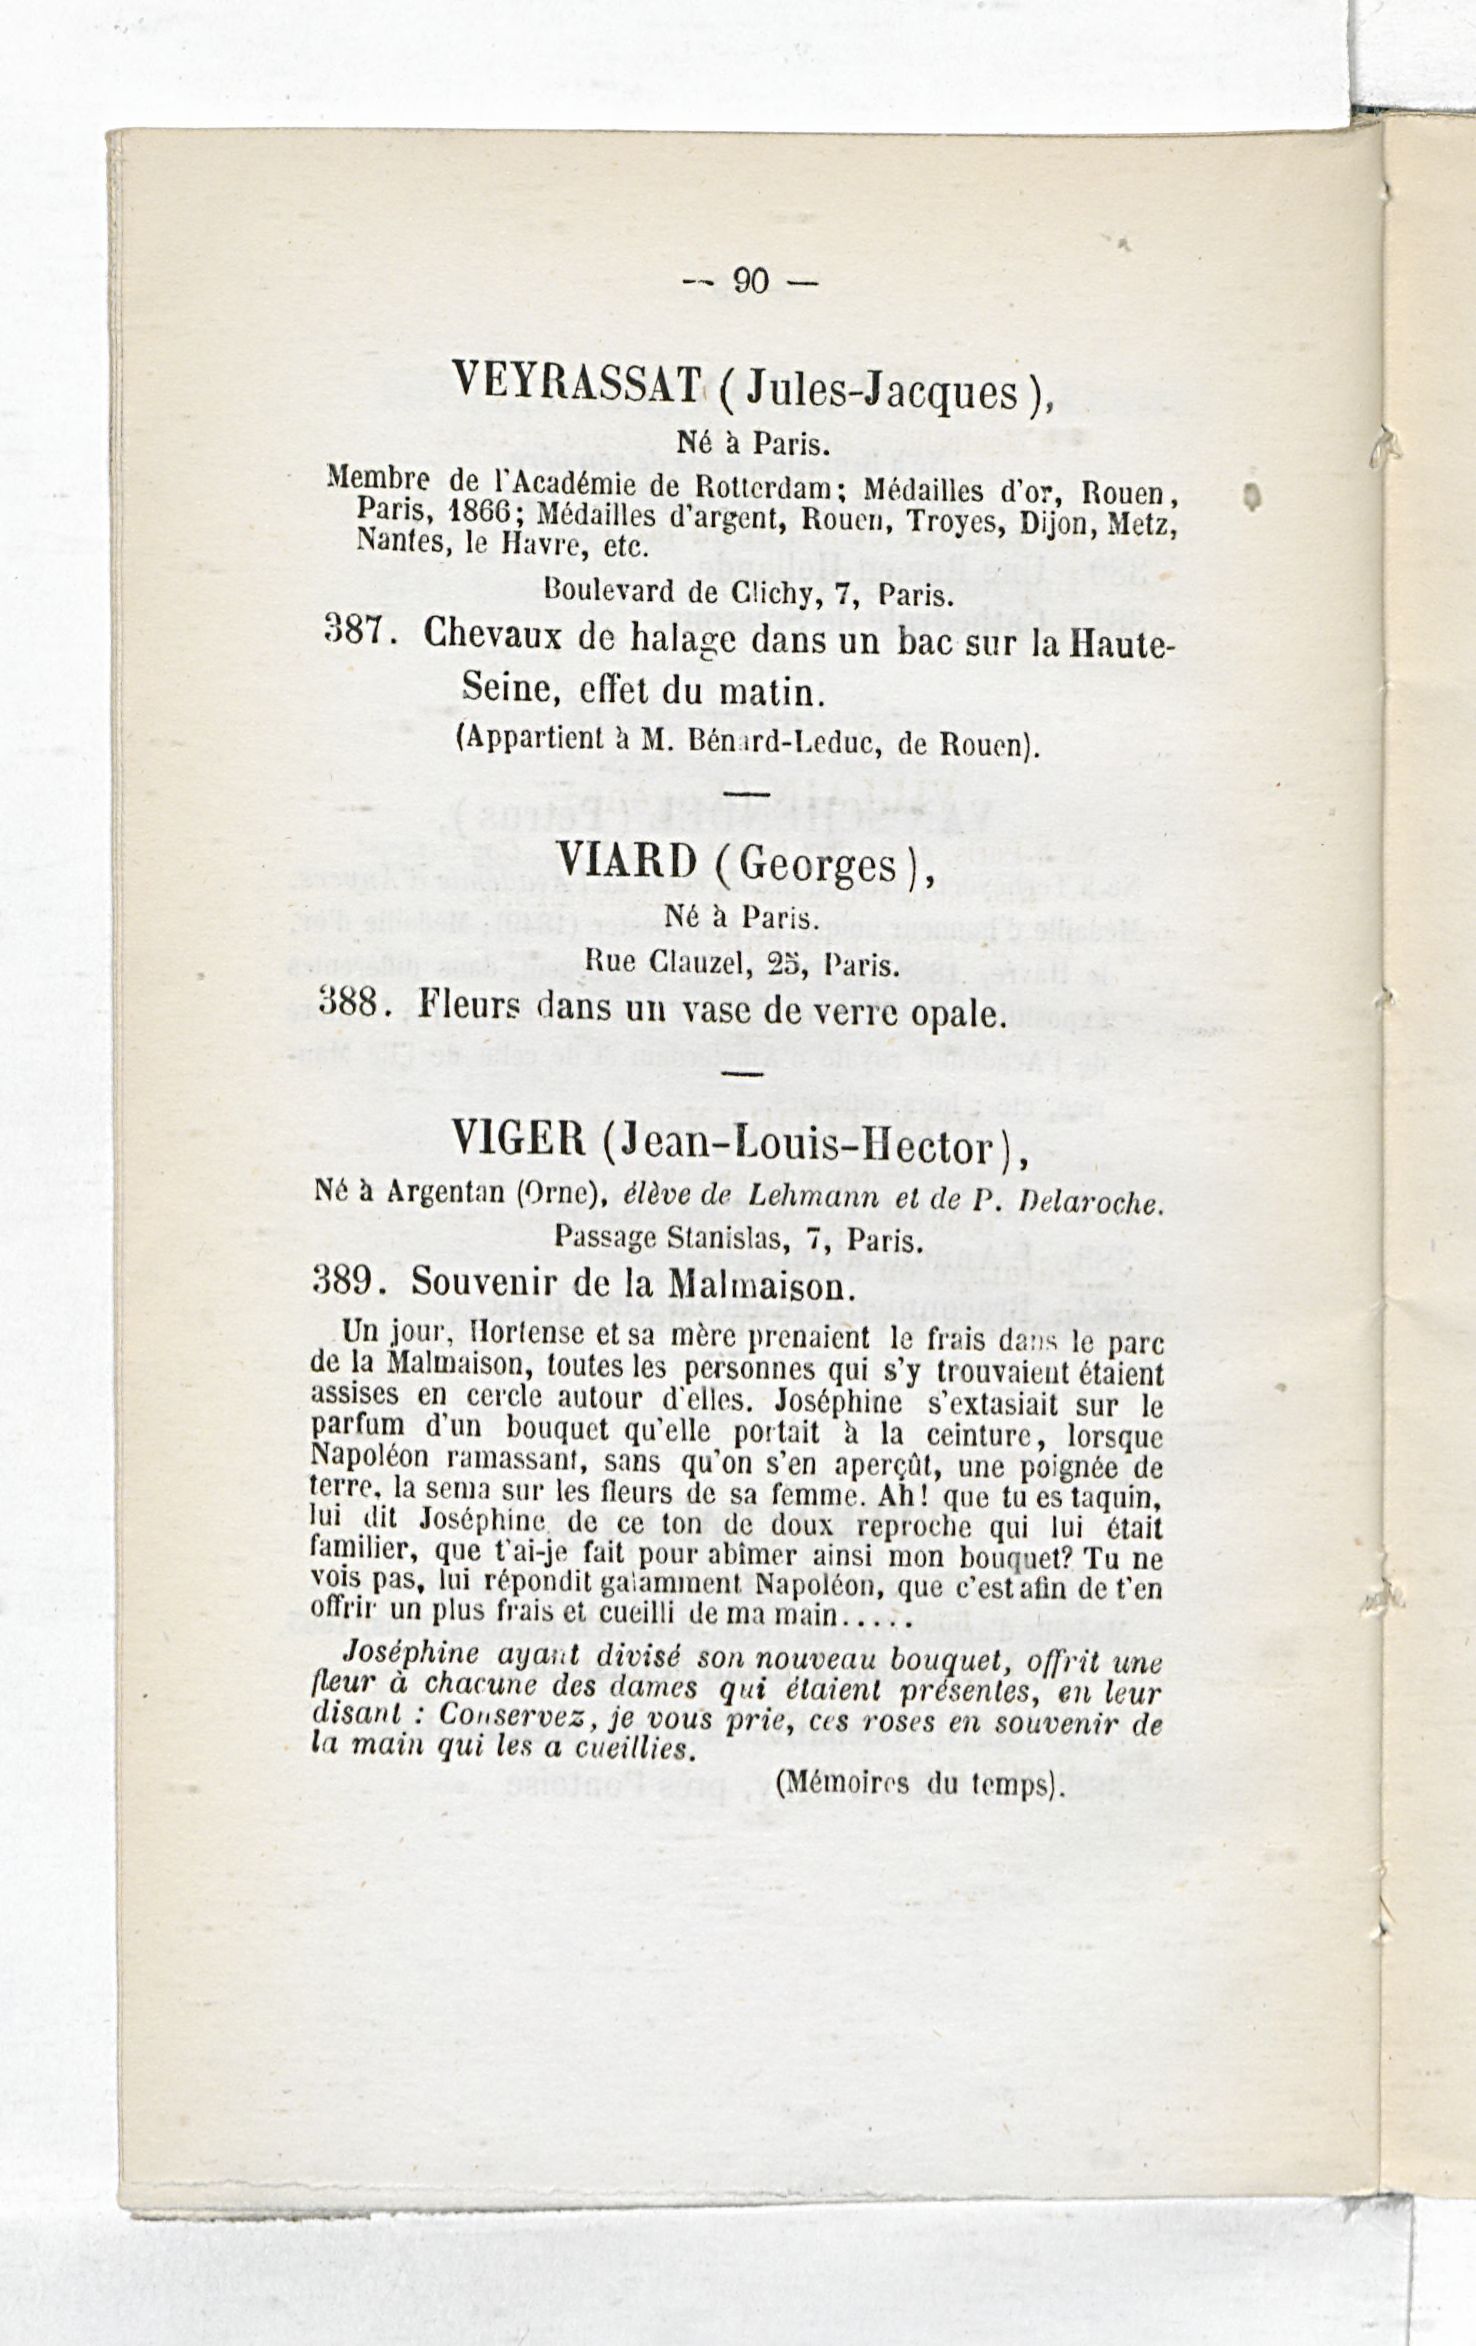 — 90 —
VEYRASSAT (Jules-Jacques),
Né à Paris.
Membre de l'Académie de Rotterdam; Médailles d'or, Rouen,
Paris, 1866; Médailles d'argent, Rouen, Troyes, Dijon, Metz,
Nantes, le Havre, etc.
Boulevard de Clichy, 7, Paris.
387. Chevaux de halage dans un bac sur la Haute-
Seine, effet du matin.
(Appartient à M. Bénard-Leduc, de Rouen).
VIARD (Georges),
Né à Paris.
Rue Clauzel, 25, Paris.
388. Fleurs dans un vase de verre opale.
VIGER (Jean-Louis-Hector),
Né à Argentan (Orne), élève de Lehmann et de P. Delaroche.
Passage Stanislas, 7, Paris.
389. Souvenir de la Malmaison.
Un jour, Hortense et sa mère prenaient le frais dans le parc
de la Malmaison, toutes les personnes qui s'y trouvaient étaient
assises en cercle autour d'elles. Joséphine s'extasiait sur le
parfum d'un bouquet qu'elle portait à la ceinture, lorsque
Napoléon ramassant, sans qu'on s'en aperçût, une poignée de
terre, la sema sur les fleurs de sa femme. Ah! que tu es taquin,
lui dit Joséphine de ce ton de doux reproche qui lui était
familier, que t'ai-je fait pour abîmer ainsi mon bouquet? Tu ne
vois pas, lui répondit galamment Napoléon, que c'est afin de t'en
offrir un plus frais et cueilli de ma main.....
Joséphine ayant divisé son nouveau bouquet, offrit une
fleur à chacune des dames qui étaient présentes, en leur
disant : Conservez, je vous prie, ces roses en souvenir de
la main qui les a cueillies.
(Mémoires du temps).